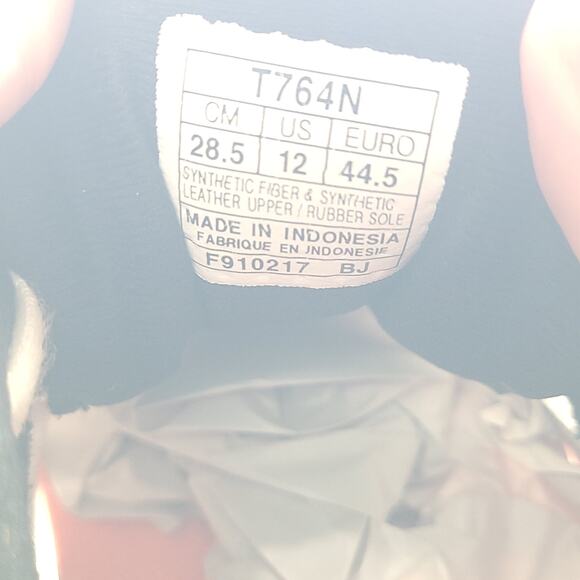 T764N
CM US EURO
28.5 12 44.5
SYNTHETIC FIBER & SYNTHETIC
LEATHER UPPER / RUBBER SOLE
MADE IN INDONESIA
FABRIQUE EN INDONESIE
F910217 BJ